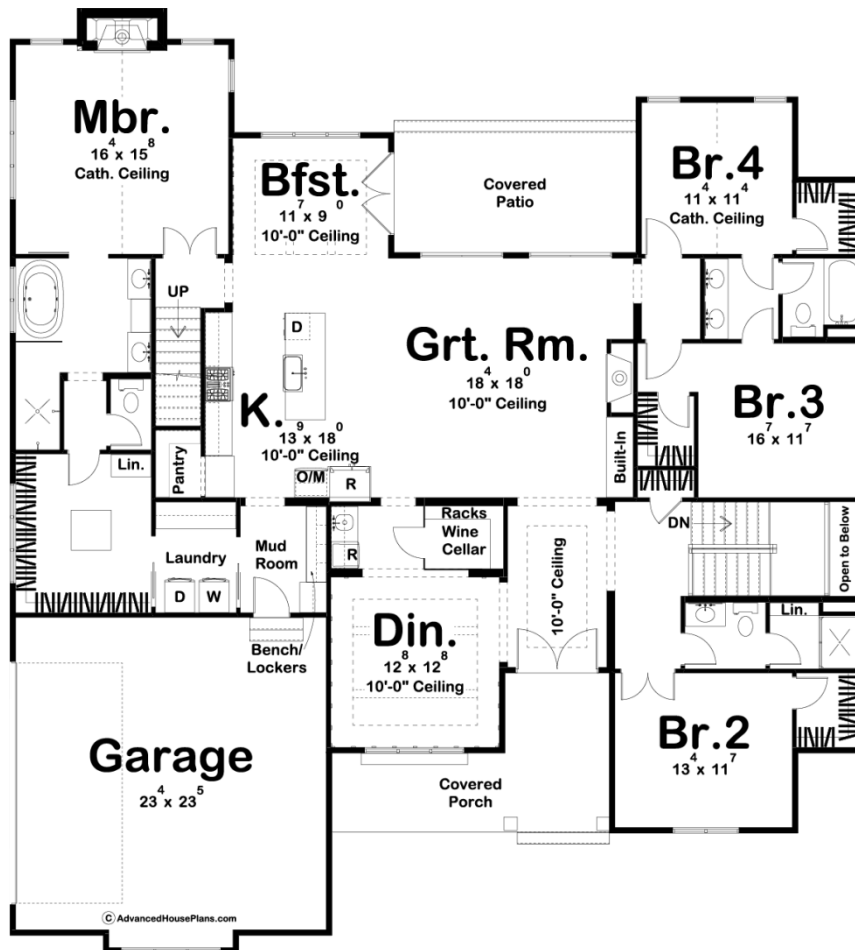 Mbr.
16⁴ x 15⁸
Cath. Ceiling
Bfst.
11⁷ x 9⁰
10'-0" Ceiling
Covered
Patio
Br.4
11⁴ x 11⁴
Cath. Ceiling
UP
D
Grt. Rm.
18⁴ x 18⁰
10'-0" Ceiling
K.
13⁹ x 18⁰
10'-0" Ceiling
Br.3
16⁷ x 11⁷
Lin.
Pantry
O/M
R
Built-In
Laundry
D
W
Mud
Room
Racks
Wine
Cellar
R
10'-0" Ceiling
DN
Open to Below
Bench/
Lockers
Din.
12⁸ x 12⁸
10'-0" Ceiling
Lin.
Garage
23⁴ x 23⁵
Covered
Porch
Br.2
13⁴ x 11⁷
© AdvancedHousePlans.com